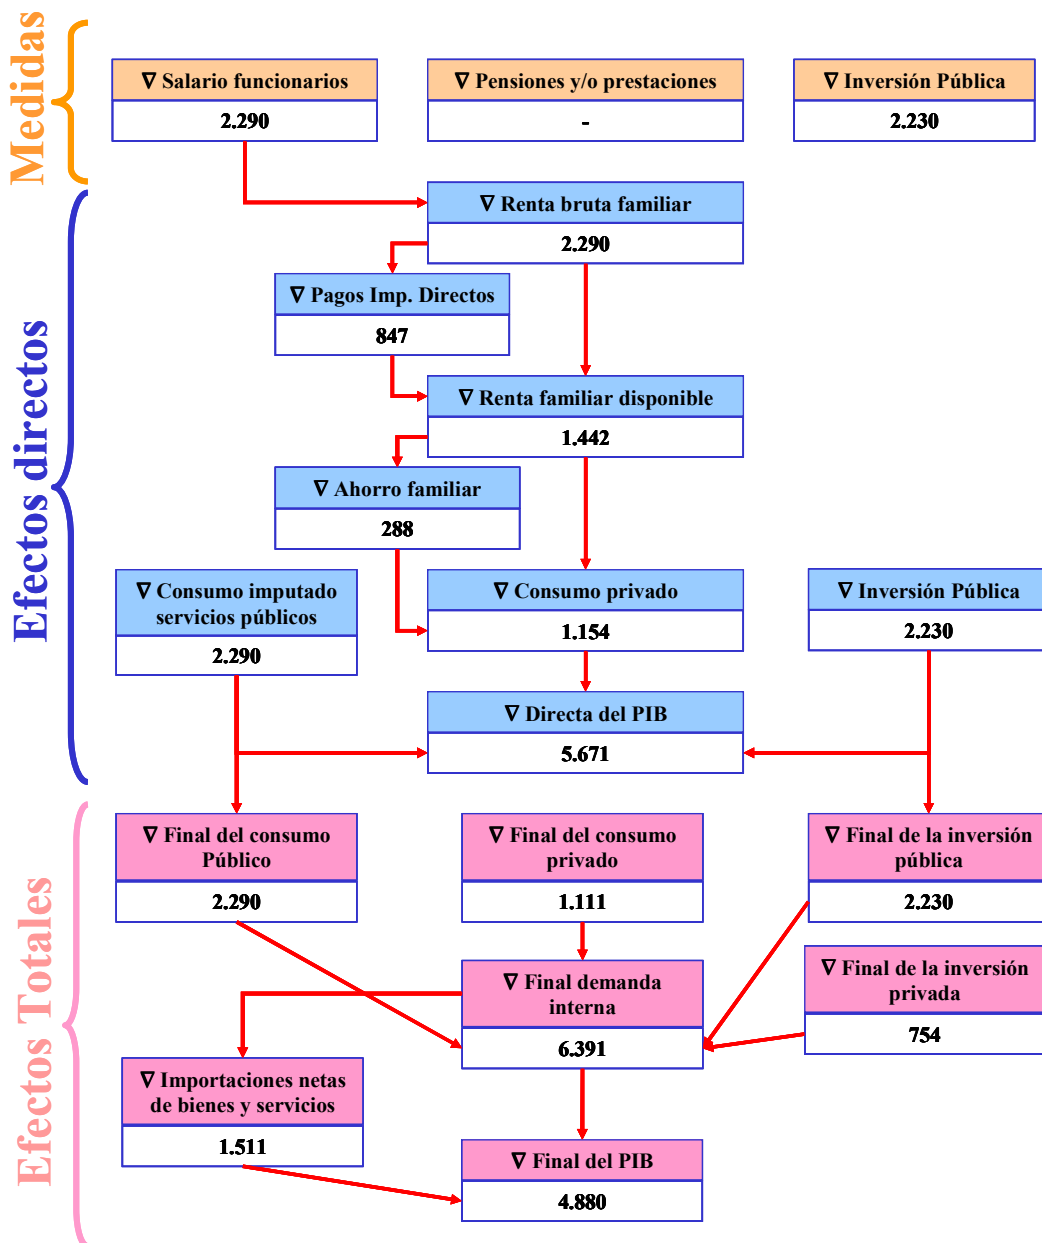 Medidas
∇ Salario funcionarios
2.290
∇ Pensiones y/o prestaciones
-
∇ Inversión Pública
2.230
Efectos directos
∇ Renta bruta familiar
2.290
∇ Pagos Imp. Directos
847
∇ Renta familiar disponible
1.442
∇ Ahorro familiar
288
∇ Consumo imputado
servicios públicos
2.290
∇ Consumo privado
1.154
∇ Inversión Pública
2.230
∇ Directa del PIB
5.671
Efectos Totales
∇ Final del consumo
Público
2.290
∇ Final del consumo
privado
1.111
∇ Final de la inversión
pública
2.230
∇ Final demanda
interna
6.391
∇ Final de la inversión
privada
754
∇ Importaciones netas
de bienes y servicios
1.511
∇ Final del PIB
4.880